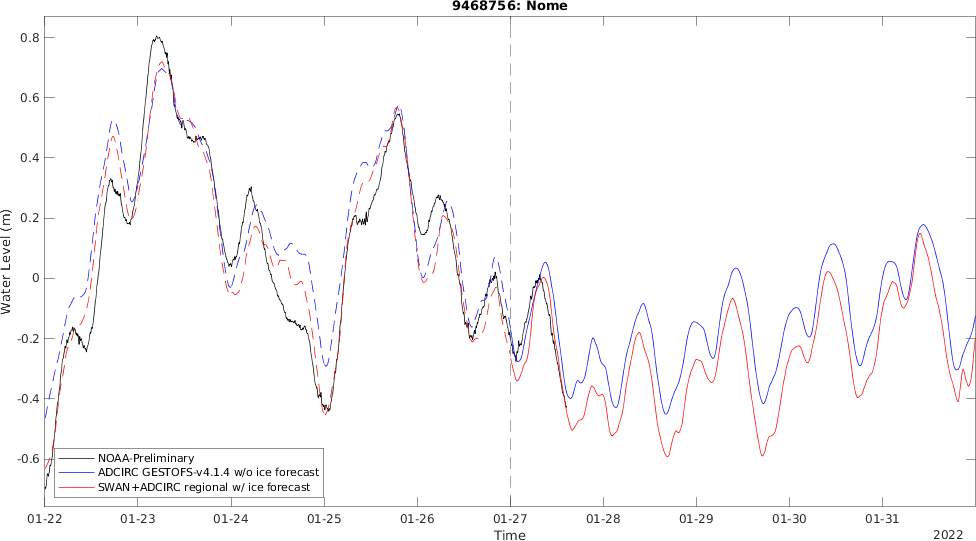 9468756: Nome
0.8
0.6
0.4
0.2
0
-0.2
-0.4
-0.6
Water Level (m)
NOAA-Preliminary
ADCIRC GESTOFS-v4.1.4 w/o ice forecast
SWAN+ADCIRC regional w/ ice forecast
01-22 01-23 01-24 01-25 01-26 01-27 01-28 01-29 01-30 01-31
Time
2022